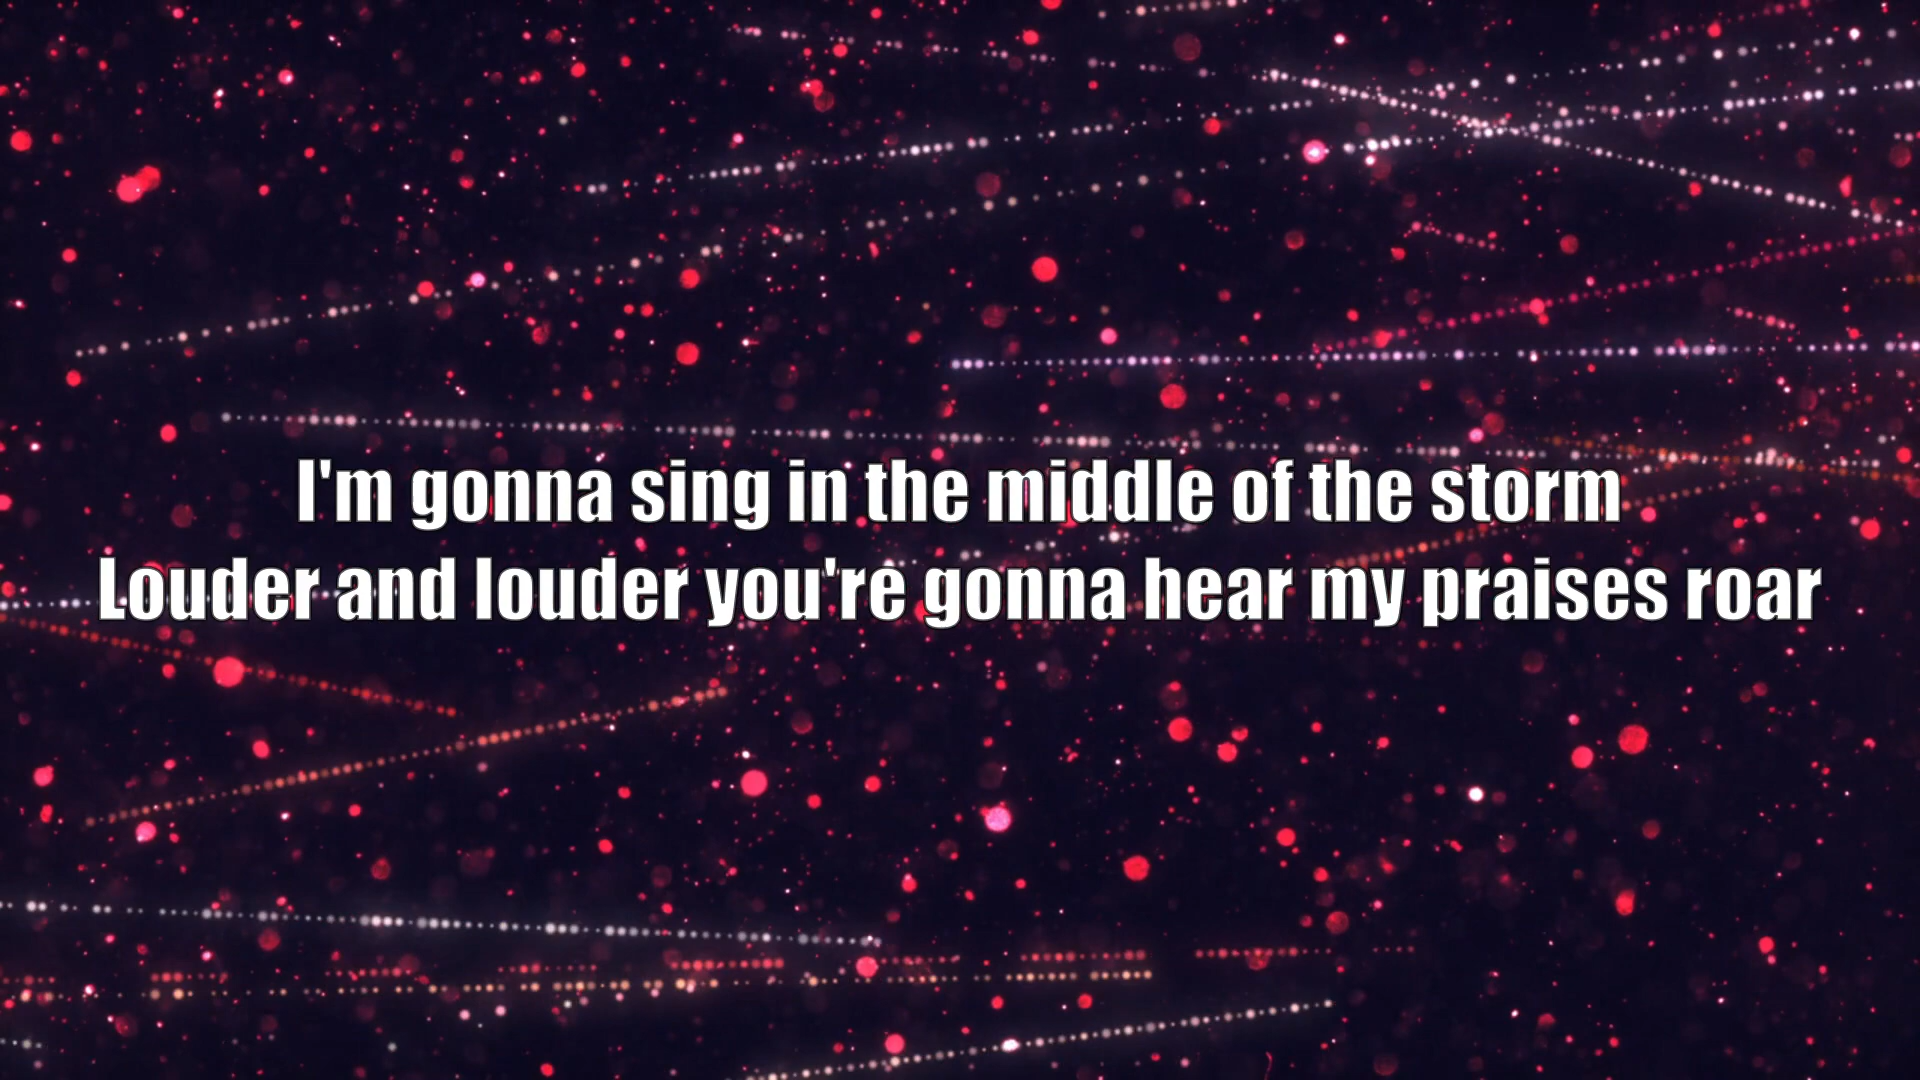 I'm gonna sing in the middle of the storm
Louder and louder you're gonna hear my praises roar